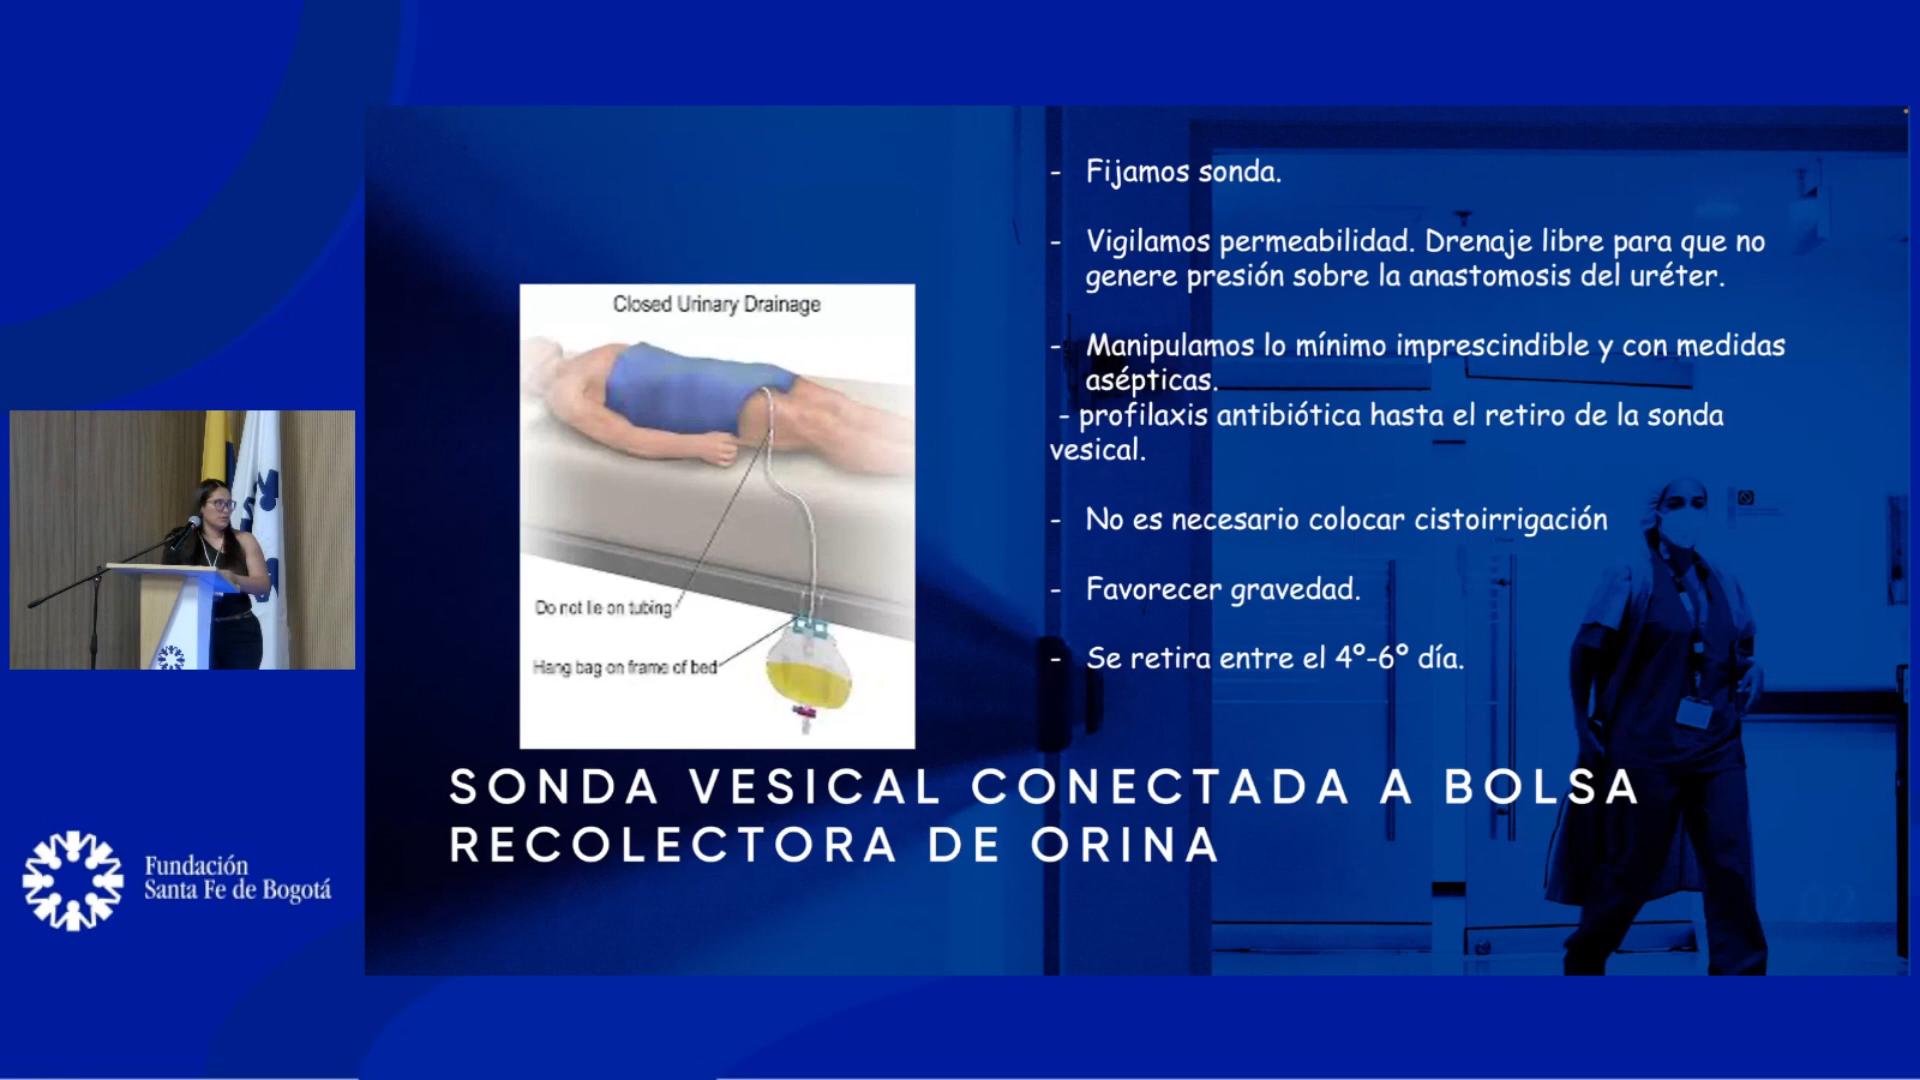 - Fijamos sonda.
- Vigilamos permeabilidad. Drenaje libre para que no
genere presión sobre la anastomosis del uréter.
- Manipulamos lo mínimo imprescindible y con medidas
asépticas.
- profilaxis antibiótica hasta el retiro de la sonda
vesical.
- No es necesario colocar cistoirrigación
- Favorecer gravedad.
- Se retira entre el 4º-6º día.
Closed Urinary Drainage
Do not lie on tubing
Hang bag on frame of bed
SONDA VESICAL CONECTADA A BOLSA
RECOLECTORA DE ORINA
02
Fundación
Santa Fe de Bogotá